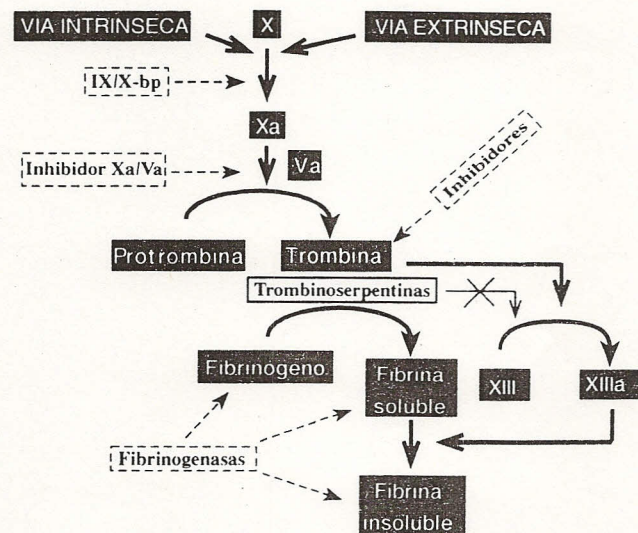 VIA INTRINSECA
X
VIA EXTRINSECA
IX/X-bp
Xa
Inhibidor Xa/Va
Va
Inhibidores
Protrombina
Trombina
Trombinoserpentinas
Fibrinógeno
Fibrina
soluble
XIII
XIIIa
Fibrinogenasas
Fibrina
insoluble